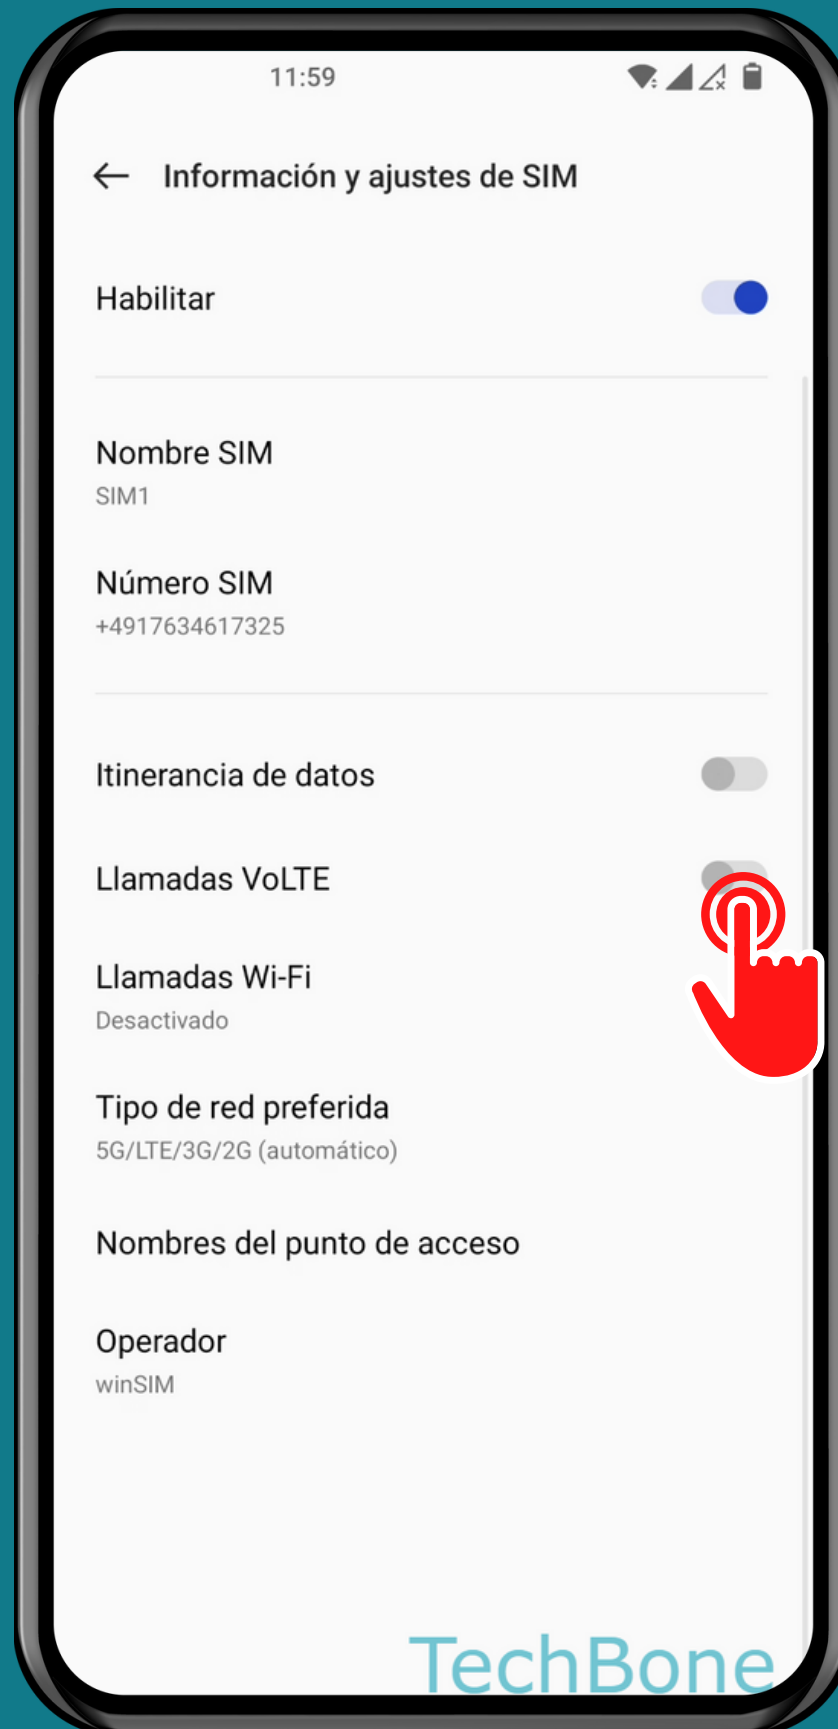 11:59
Información y ajustes de SIM
Habilitar
Nombre SIM
SIM1
Número SIM
+4917634617325
Itinerancia de datos
Llamadas VoLTE
Llamadas Wi-Fi
Desactivado
Tipo de red preferida
5G/LTE/3G/2G (automático)
Nombres del punto de acceso
Operador
winSIM
TechBone